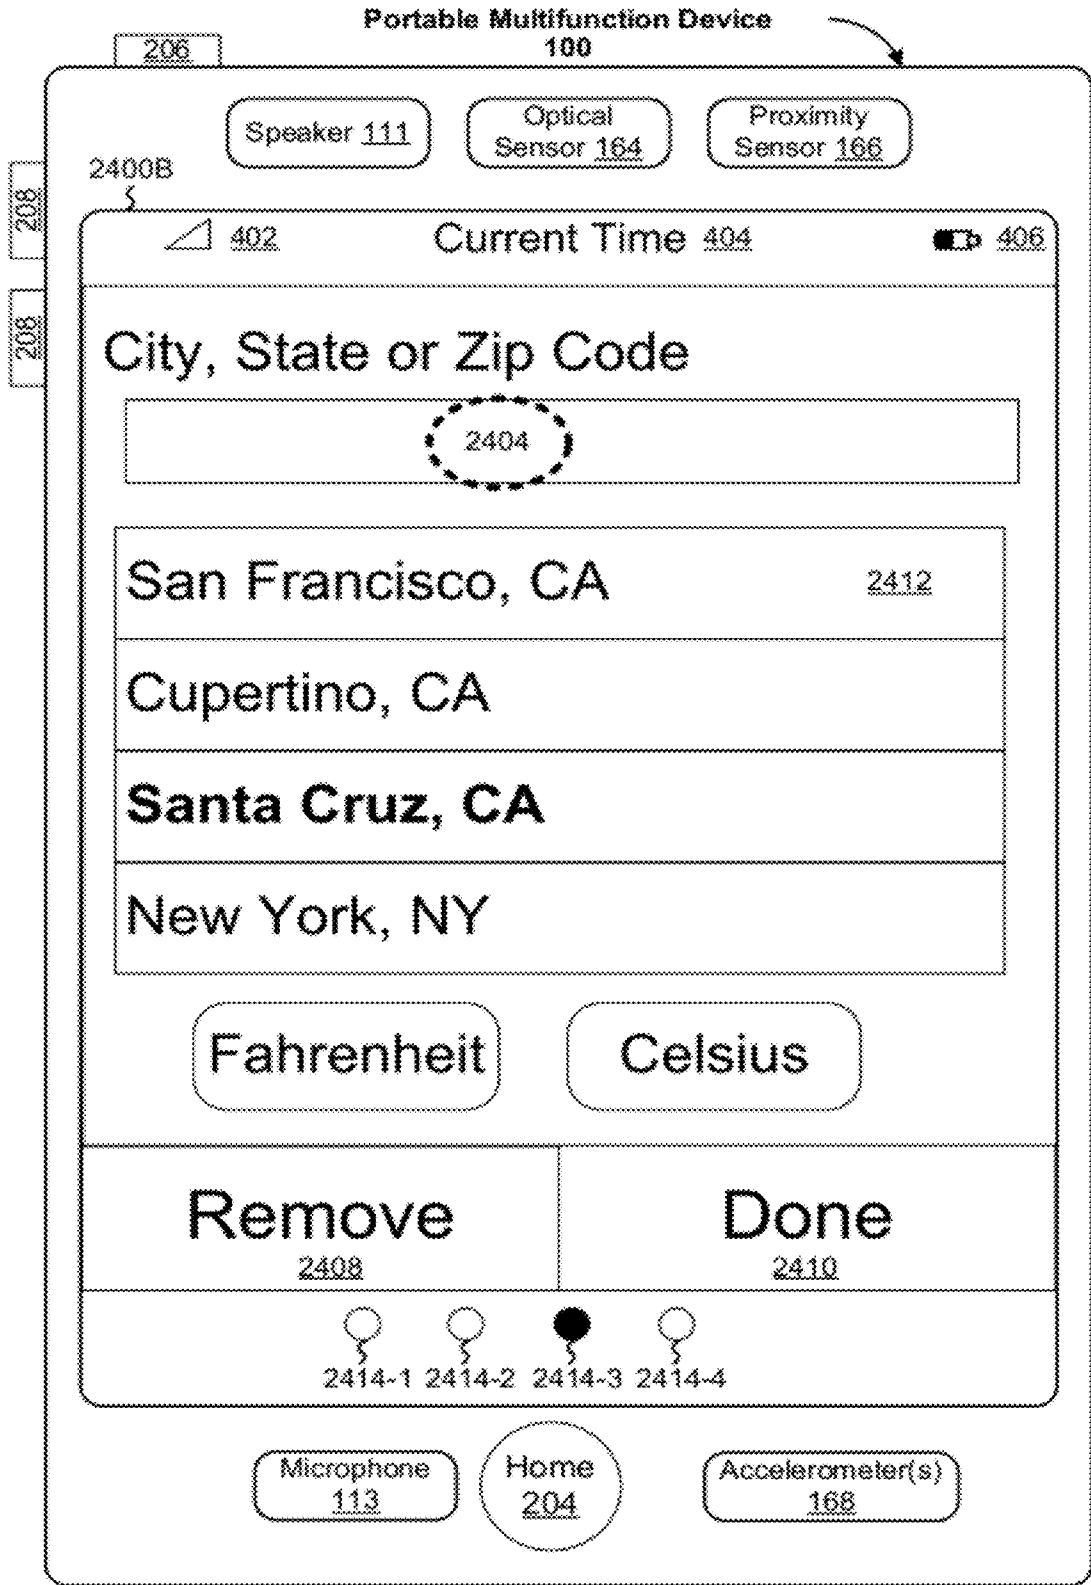 Portable Multifunction Device
100
206
Speaker 111
Optical
Sensor 164
Proximity
Sensor 166
2400B
208
208
402
Current Time 404
406
City, State or Zip Code
2404
San Francisco, CA
2412
Cupertino, CA
Santa Cruz, CA
New York, NY
Fahrenheit
Celsius
Remove
2408
Done
2410
2414-1 2414-2 2414-3 2414-4
Microphone
113
Home
204
Accelerometer(s)
168